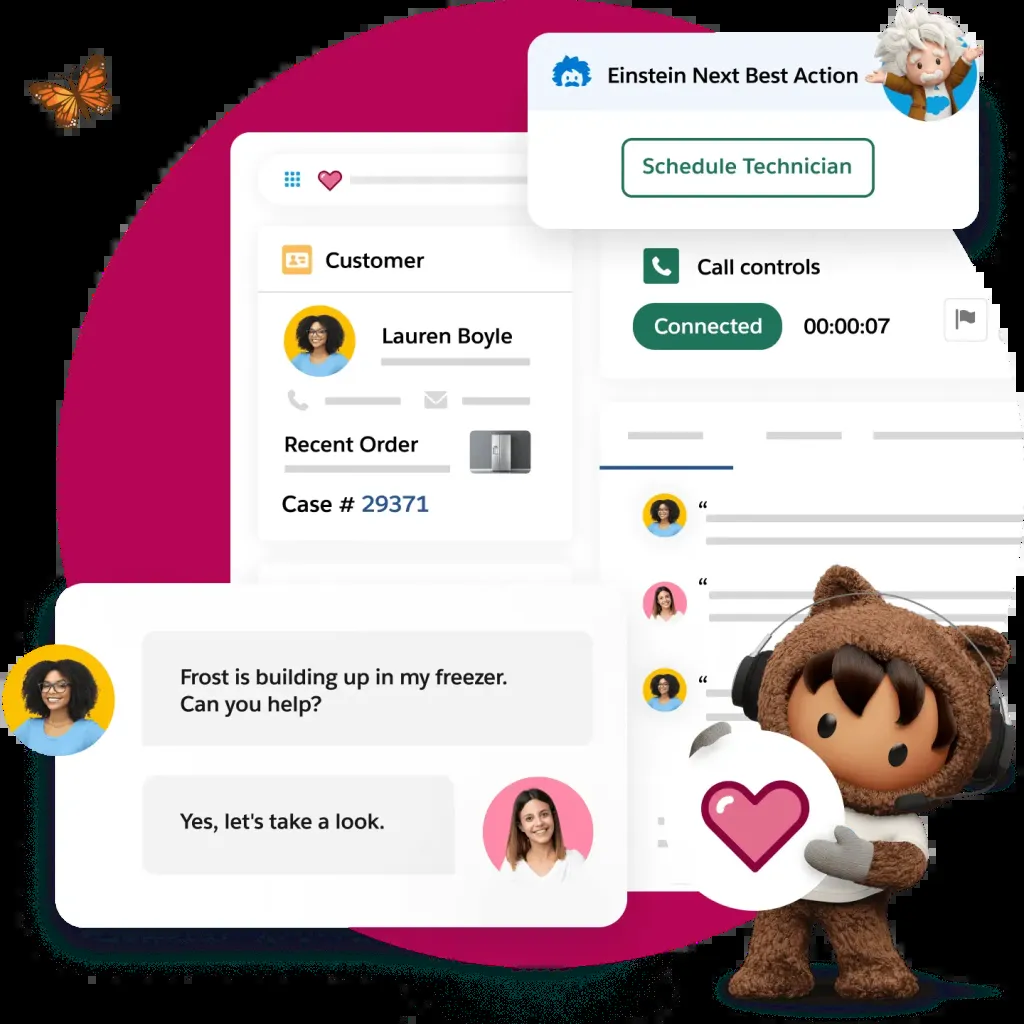 Einstein Next Best Action
Schedule Technician
Customer
Lauren Boyle
Recent Order
Case # 29371
Call controls
Connected
00:00:07
“
“
“
Frost is building up in my freezer.
Can you help?
Yes, let's take a look.